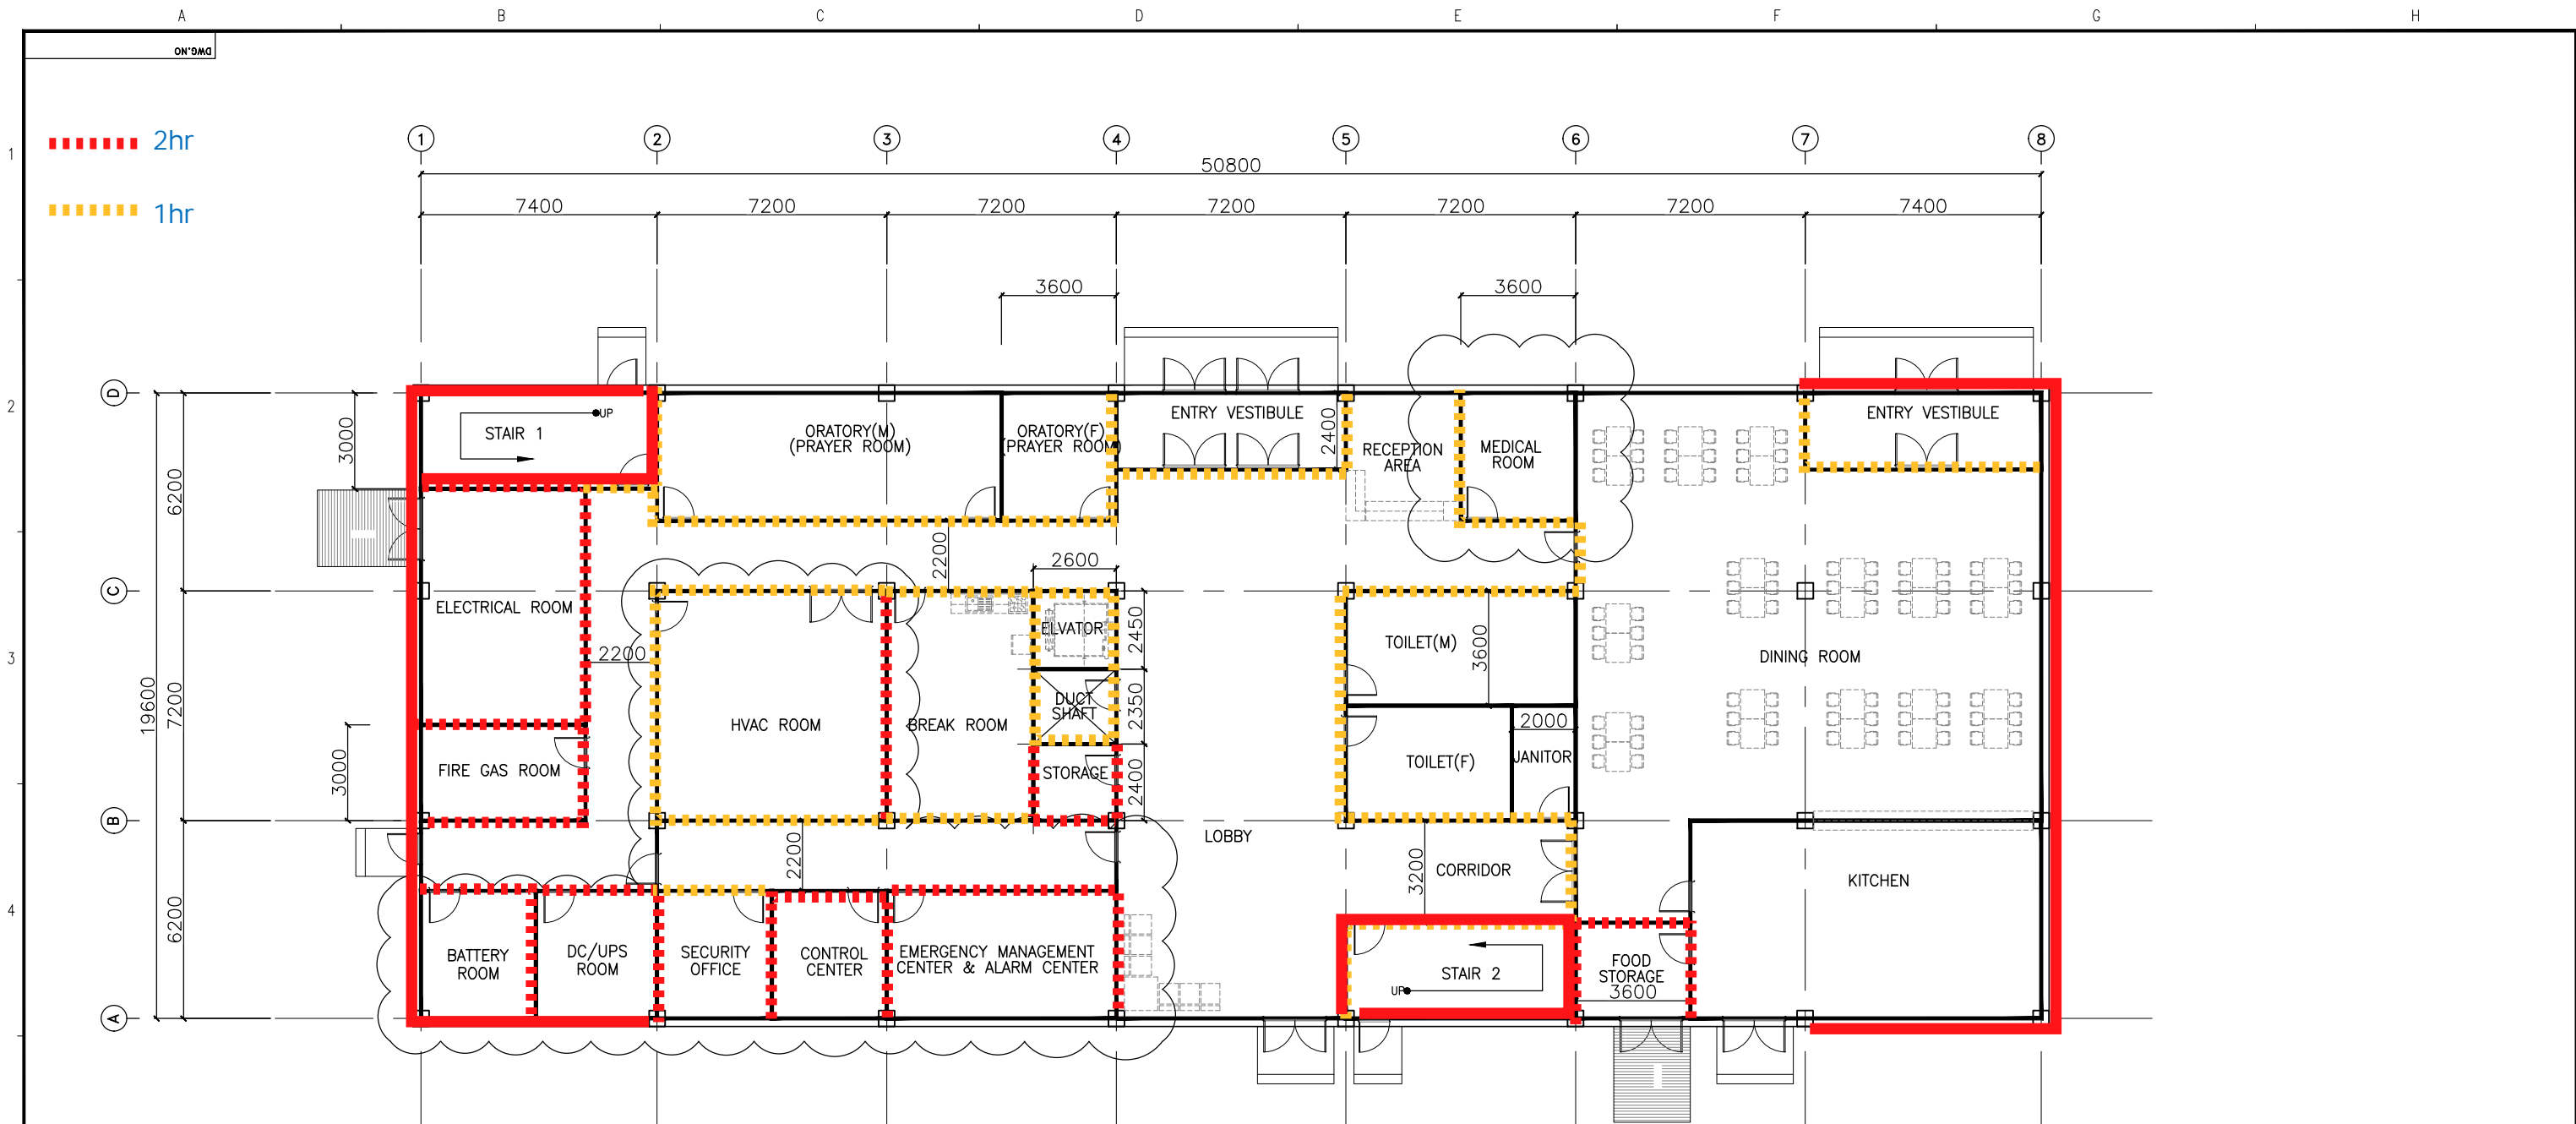 A B C D E F G H
DWG.NO
2hr
1hr
1 2 3 4 5 6 7 8
50800
7400 7200 7200 7200 7200 7200 7400
3600 3600
1
2
3
4
D
C
B
A
19600
6200
7200
6200
3000
3000
UP
STAIR 1
ORATORY(M)
(PRAYER ROOM)
ORATORY(F)
(PRAYER ROOM)
ENTRY VESTIBULE
2400
RECEPTION
AREA
MEDICAL
ROOM
ENTRY VESTIBULE
2200
2600
ELECTRICAL ROOM
2200
ELVATOR
2450
TOILET(M)
3600
DINING ROOM
HVAC ROOM
BREAK ROOM
DUCT
SHAFT
2350
2000
FIRE GAS ROOM
STORAGE
2400
TOILET(F)
JANITOR
2200
LOBBY
3200
CORRIDOR
KITCHEN
BATTERY
ROOM
DC/UPS
ROOM
SECURITY
OFFICE
CONTROL
CENTER
EMERGENCY MANAGEMENT
CENTER & ALARM CENTER
STAIR 2
UP
FOOD
STORAGE
3600